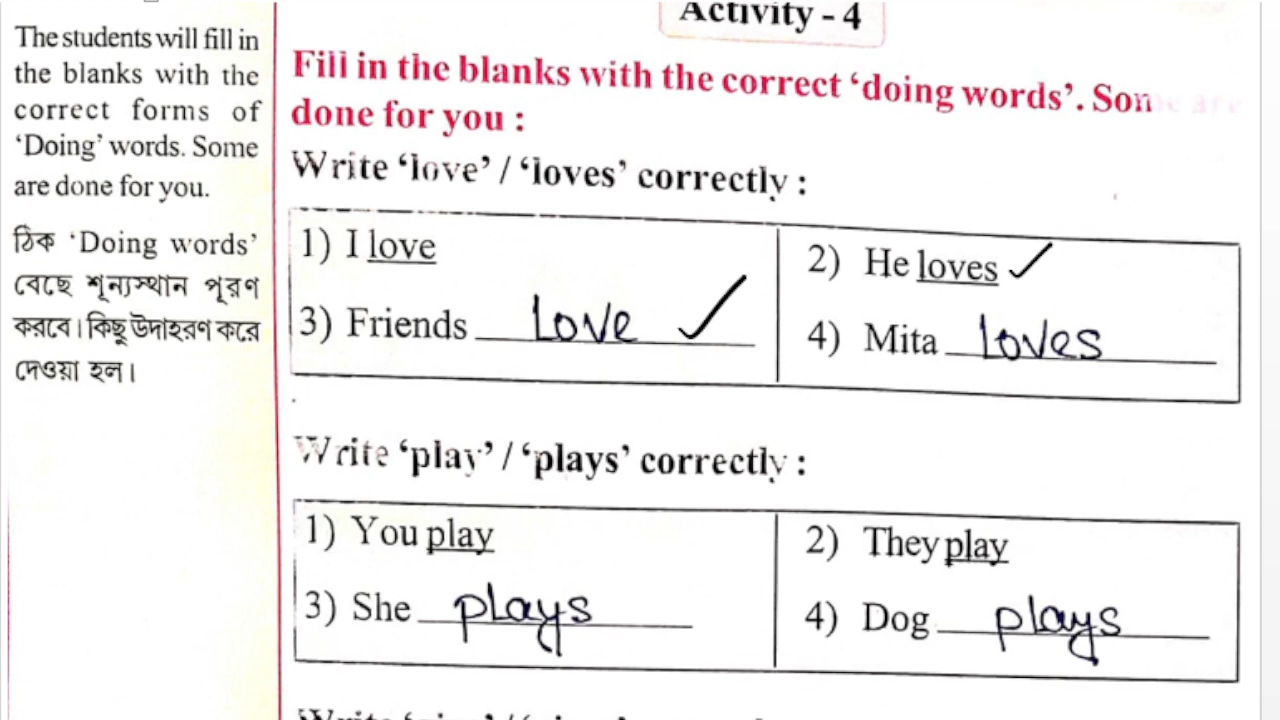 The students will fill in
the blanks with the
correct forms of
‘Doing’ words. Some
are done for you.
ঠিক ‘Doing words’
বেছে শূন্যস্থান পূরণ
করবে। কিছু উদাহরণ করে
দেওয়া হল।
Activity - 4
Fill in the blanks with the correct ‘doing words’. Some are
done for you :
Write ‘love’ / ‘loves’ correctly :
1) I love
2) He loves ✓
3) Friends love ✓
4) Mita loves
Write ‘play’ / ‘plays’ correctly :
1) You play
2) They play
3) She plays
4) Dog plays